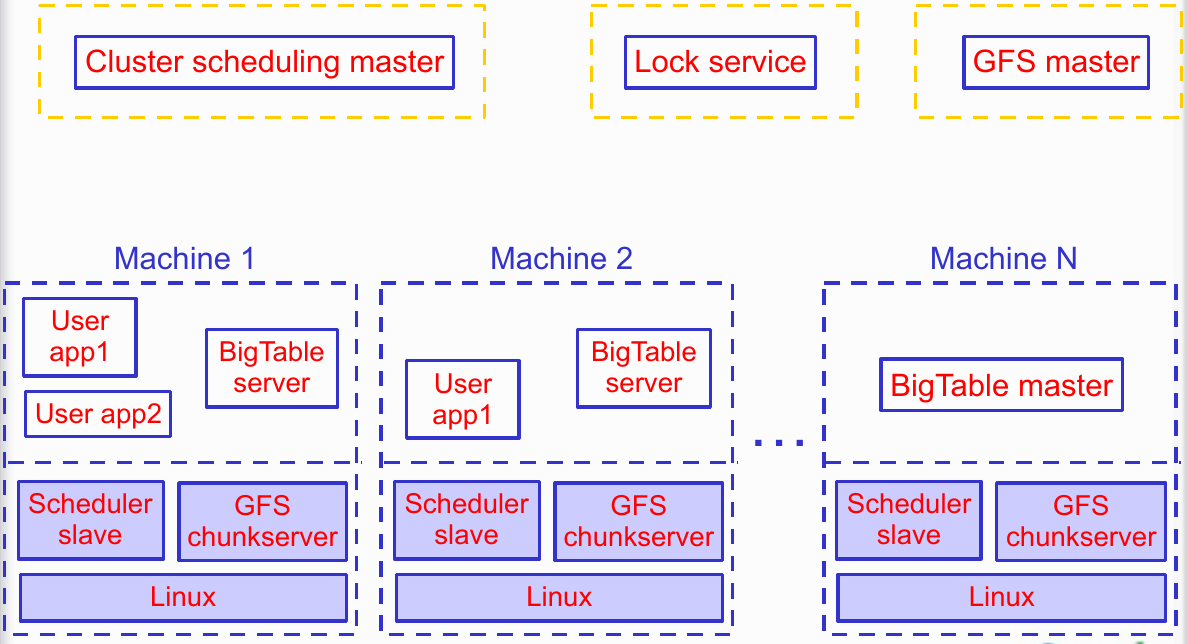 Cluster scheduling master
Lock service
GFS master
Machine 1
Machine 2
Machine N
User
app1
User app2
BigTable
server
User
app1
BigTable
server
...
BigTable master
Scheduler
slave
GFS
chunkserver
Linux
Scheduler
slave
GFS
chunkserver
Linux
Scheduler
slave
GFS
chunkserver
Linux